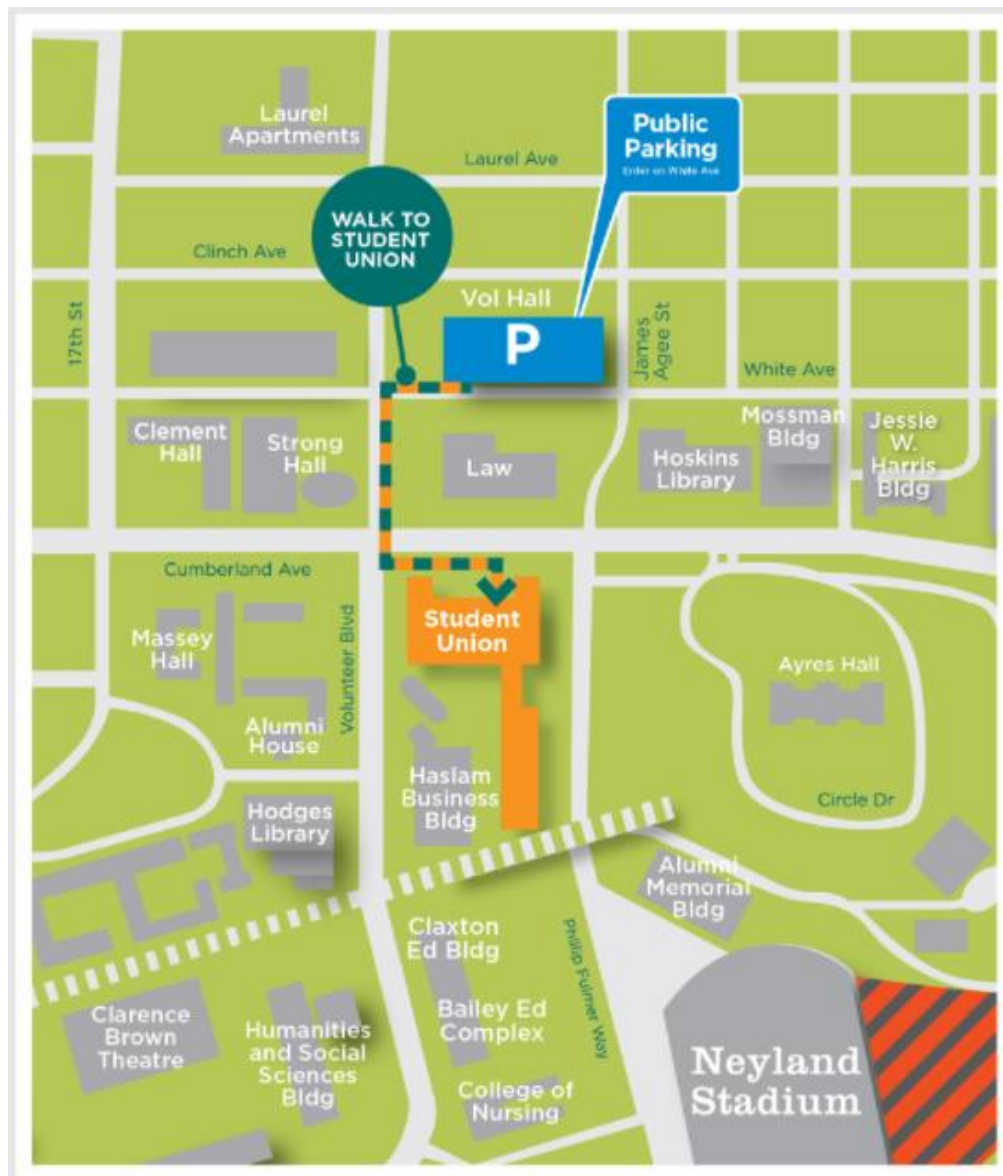 Laurel
Apartments
Public
Parking
Enter on White Ave
Laurel Ave
WALK TO
STUDENT
UNION
Clinch Ave
Vol Hall
P
17th St
James
Agee St
White Ave
Clement
Hall
Strong
Hall
Law
Hoskins
Library
Mossman
Bldg
Jessie
W.
Harris
Bldg
Cumberland Ave
Student
Union
Massey
Hall
Volunteer Blvd
Ayres Hall
Alumni
House
Haslam
Business
Bldg
Circle Dr
Hodges
Library
Alumni
Memorial
Bldg
Claxton
Ed Bldg
Phillip Fulmer Way
Clarence
Brown
Theatre
Humanities
and Social
Sciences
Bldg
Bailey Ed
Complex
College of
Nursing
Neyland
Stadium